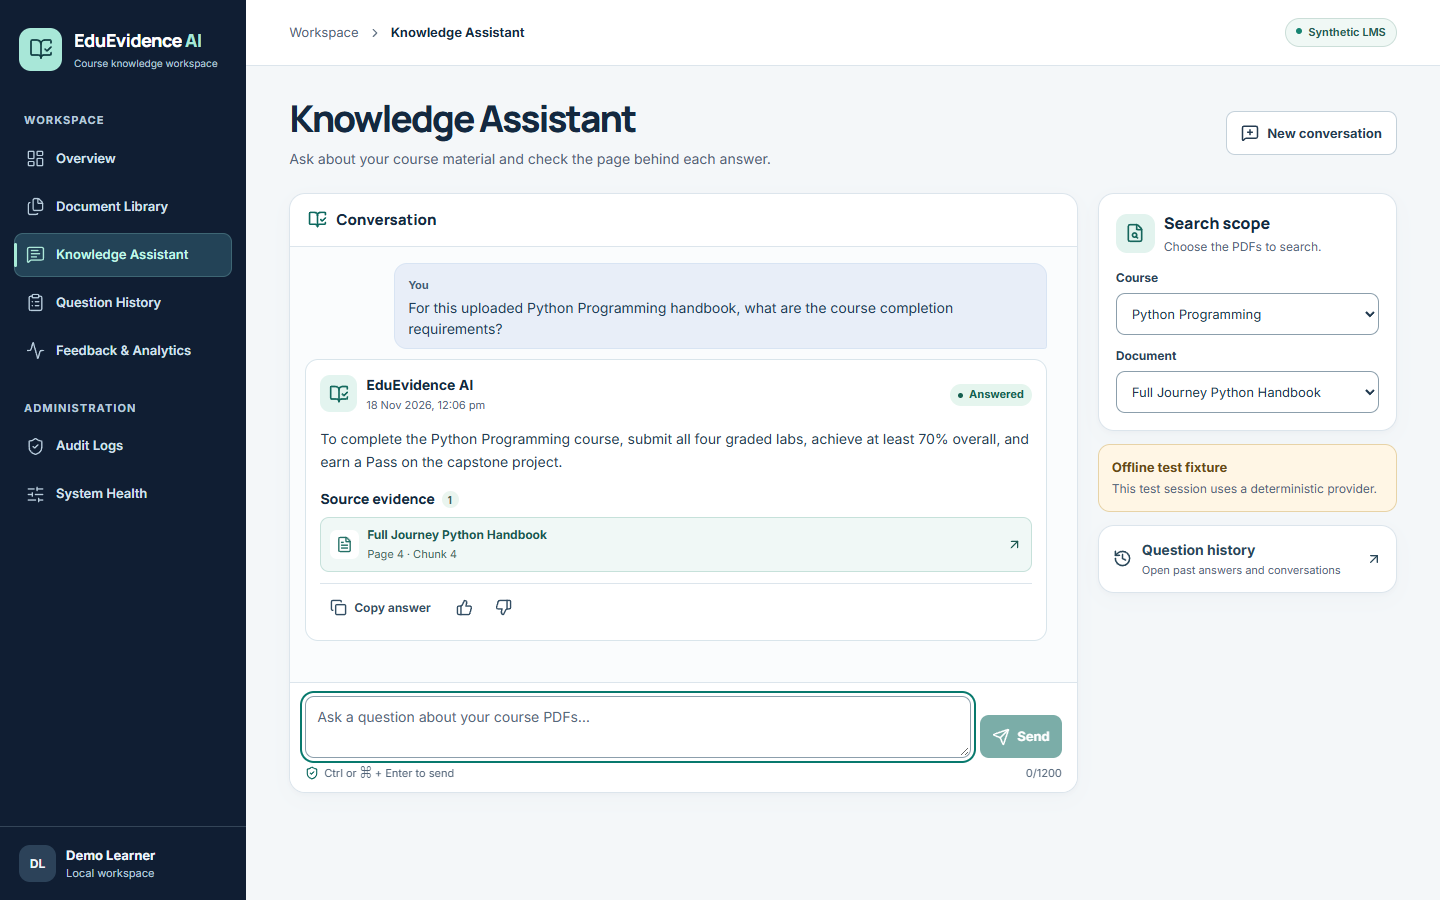 EduEvidence AI
Course knowledge workspace
WORKSPACE
Overview
Document Library
Knowledge Assistant
Question History
Feedback & Analytics
ADMINISTRATION
Audit Logs
System Health
DL
Demo Learner
Local workspace
Workspace > Knowledge Assistant
Synthetic LMS
Knowledge Assistant
Ask about your course material and check the page behind each answer.
New conversation
Conversation
You
For this uploaded Python Programming handbook, what are the course completion
requirements?
EduEvidence AI
18 Nov 2026, 12:06 pm
Answered
To complete the Python Programming course, submit all four graded labs, achieve at least 70% overall, and
earn a Pass on the capstone project.
Source evidence 1
Full Journey Python Handbook
Page 4 · Chunk 4
Copy answer
Ask a question about your course PDFs...
Send
Ctrl or ⌘ + Enter to send
0/1200
Search scope
Choose the PDFs to search.
Course
Python Programming
Document
Full Journey Python Handbook
Offline test fixture
This test session uses a deterministic provider.
Question history
Open past answers and conversations